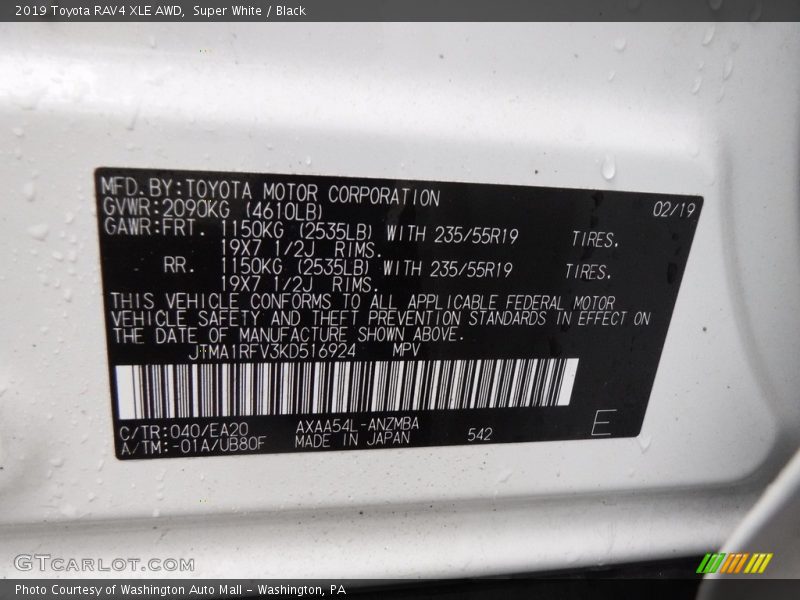 2019 Toyota RAV4 XLE AWD,  Super White / Black
MFD.BY:TOYOTA MOTOR CORPORATION 02/19
GVWR:2090KG (4610LB)
GAWR:FRT. 1150KG (2535LB) WITH 235/55R19 TIRES.
19X7 1/2J RIMS.
RR. 1150KG (2535LB) WITH 235/55R19 TIRES.
19X7 1/2J RIMS.
THIS VEHICLE CONFORMS TO ALL APPLICABLE FEDERAL MOTOR
VEHICLE SAFETY AND THEFT PREVENTION STANDARDS IN EFFECT ON
THE DATE OF MANUFACTURE SHOWN ABOVE.
JTMA1RFV3KD516924 MPV
C/TR:040/EA20 AXAA54L-ANZMBA
A/TM:-01A/UB80F MADE IN JAPAN 542 E
GTCarLot.com
Photo Courtesy of Washington Auto Mall - Washington, PA